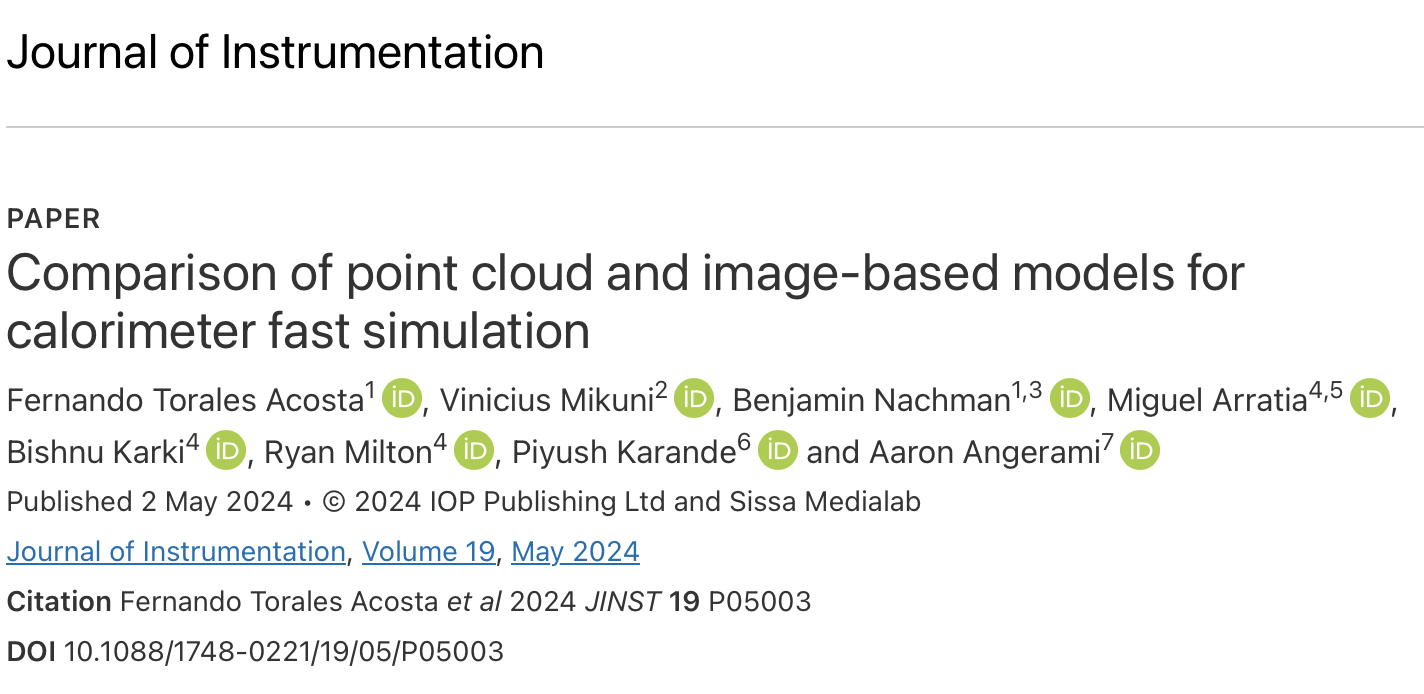 Journal of Instrumentation
PAPER
Comparison of point cloud and image-based models for
calorimeter fast simulation
Fernando Torales Acosta1 iD, Vinicius Mikuni2 iD, Benjamin Nachman1,3 iD, Miguel Arratia4,5 iD,
Bishnu Karki4 iD, Ryan Milton4 iD, Piyush Karande6 iD and Aaron Angerami7 iD
Published 2 May 2024 • © 2024 IOP Publishing Ltd and Sissa Medialab
Journal of Instrumentation, Volume 19, May 2024
Citation Fernando Torales Acosta et al 2024 JINST 19 P05003
DOI 10.1088/1748-0221/19/05/P05003